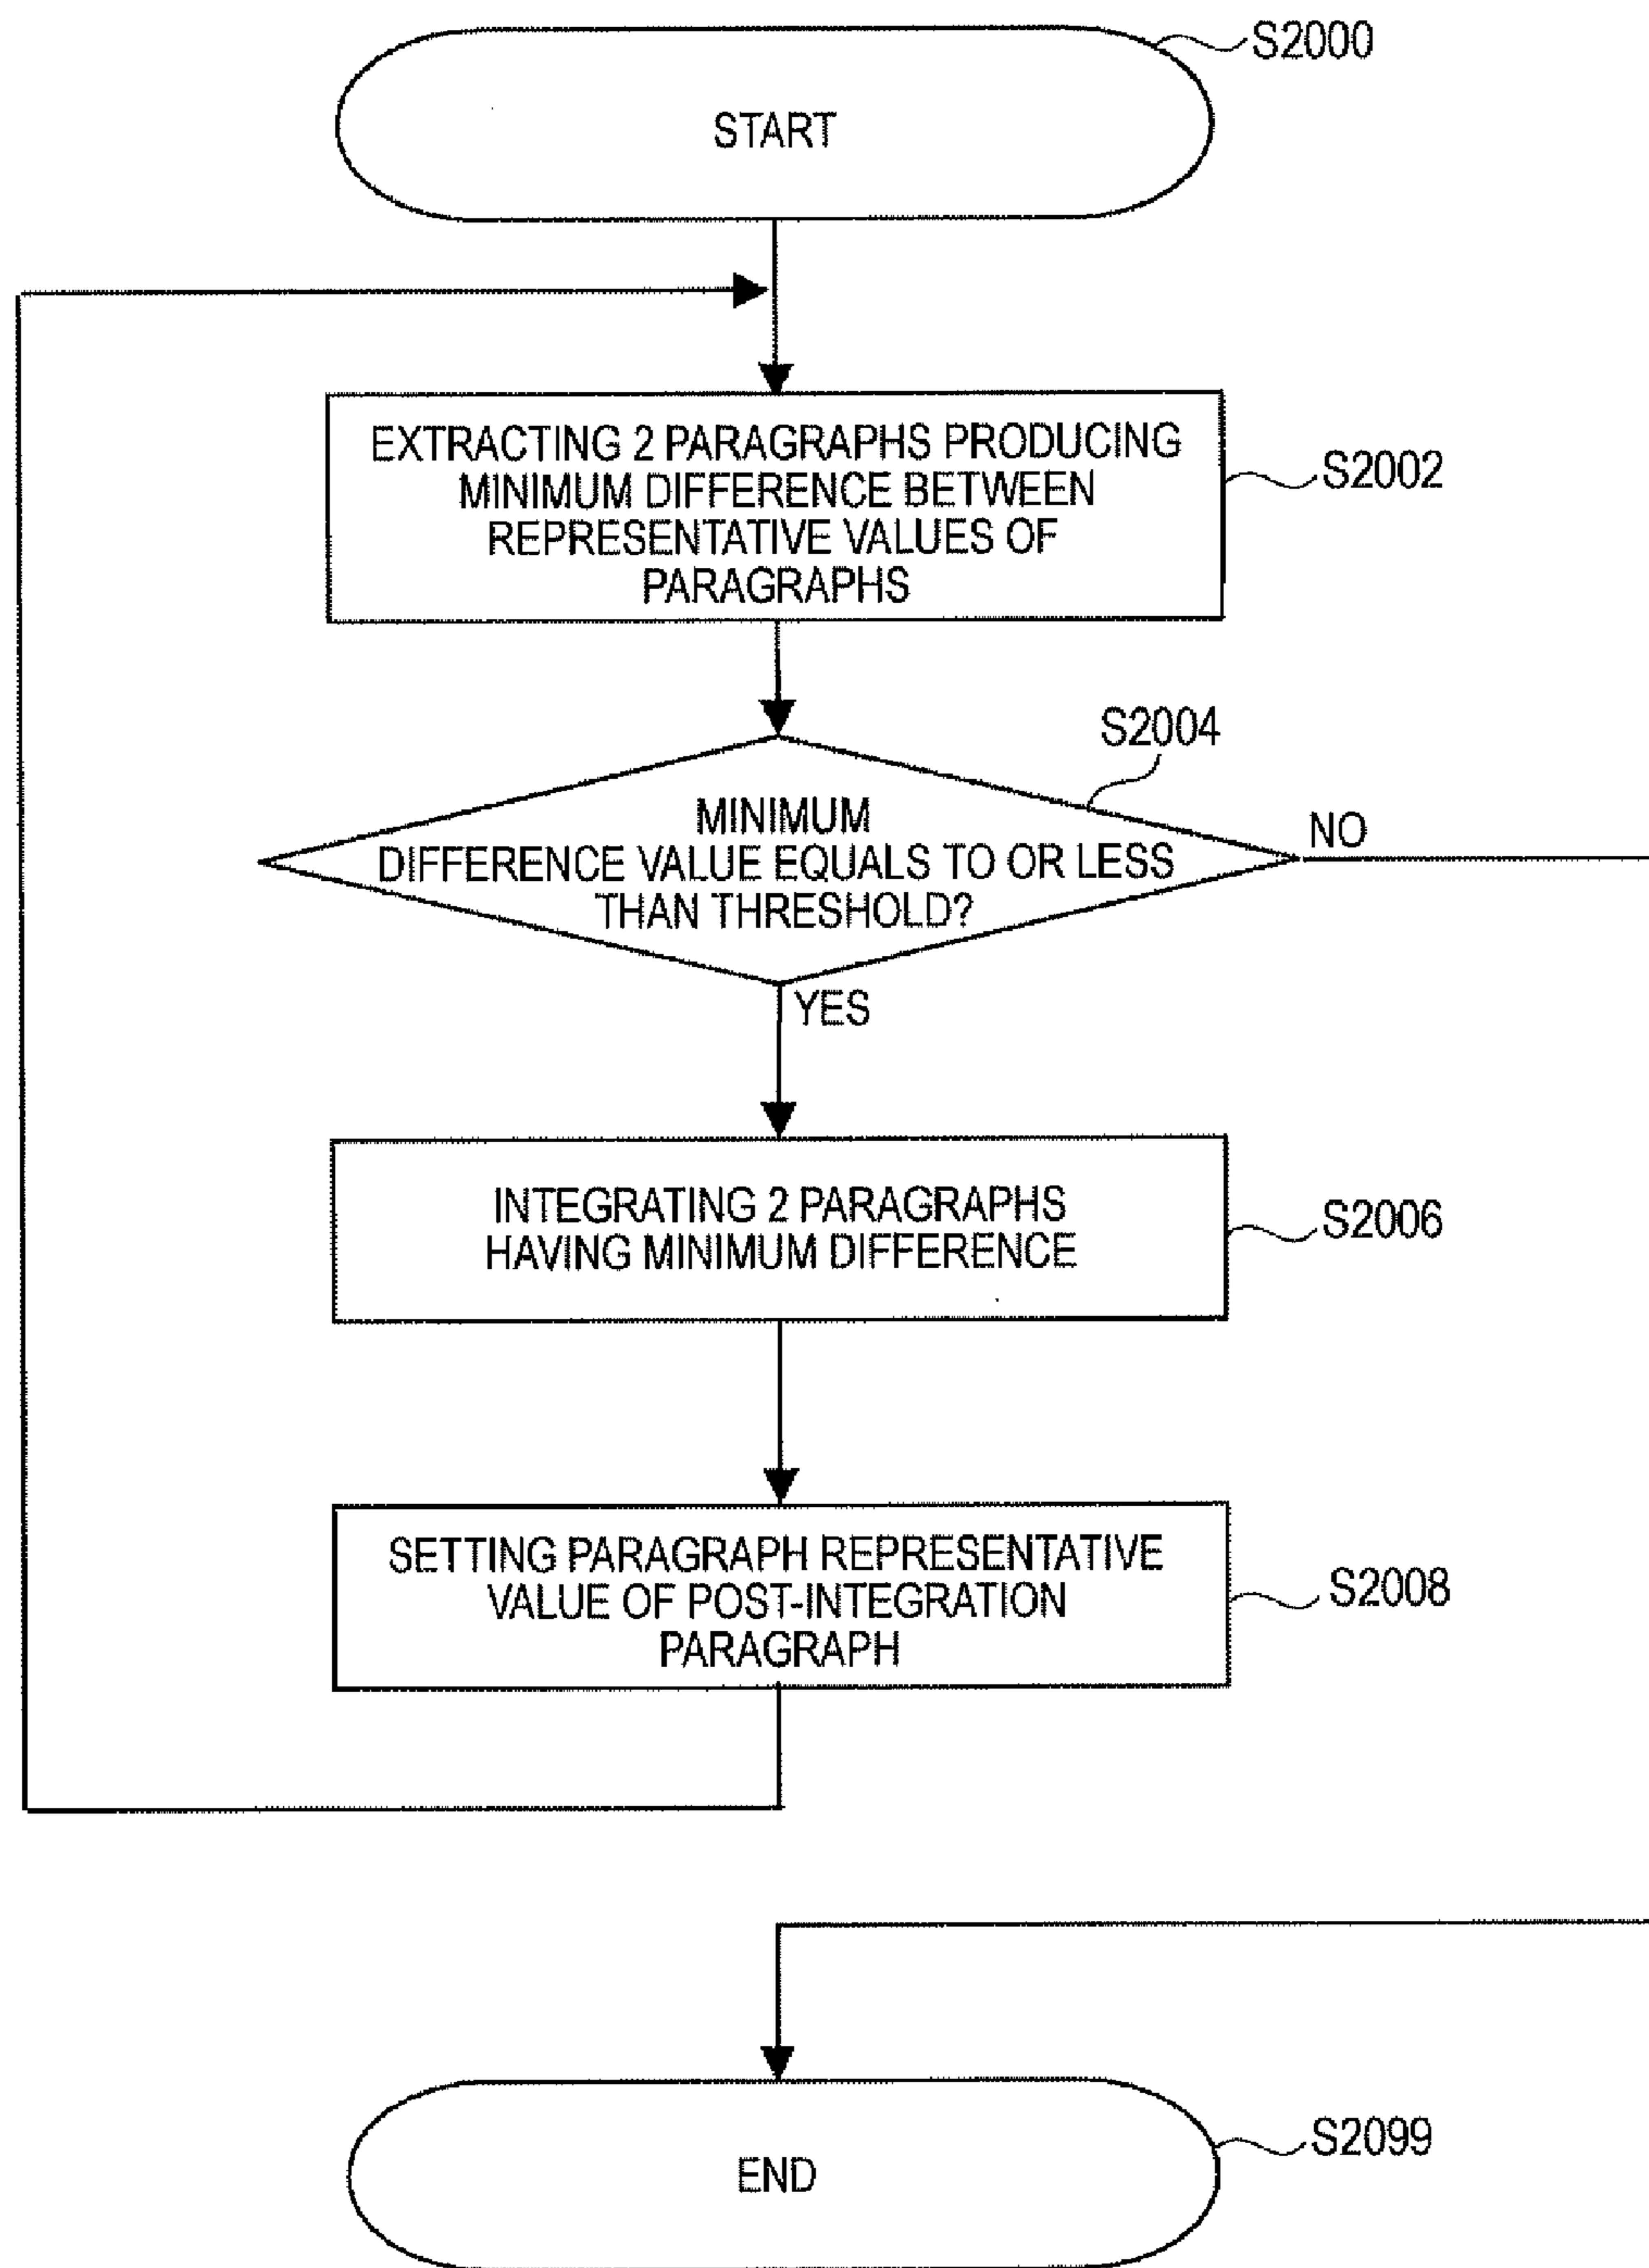 S2000
START
EXTRACTING 2 PARAGRAPHS PRODUCING
MINIMUM DIFFERENCE BETWEEN
REPRESENTATIVE VALUES OF
PARAGRAPHS
S2002
S2004
MINIMUM
DIFFERENCE VALUE EQUALS TO OR LESS
THAN THRESHOLD?
NO
YES
INTEGRATING 2 PARAGRAPHS
HAVING MINIMUM DIFFERENCE
S2006
SETTING PARAGRAPH REPRESENTATIVE
VALUE OF POST-INTEGRATION
PARAGRAPH
S2008
END
S2099